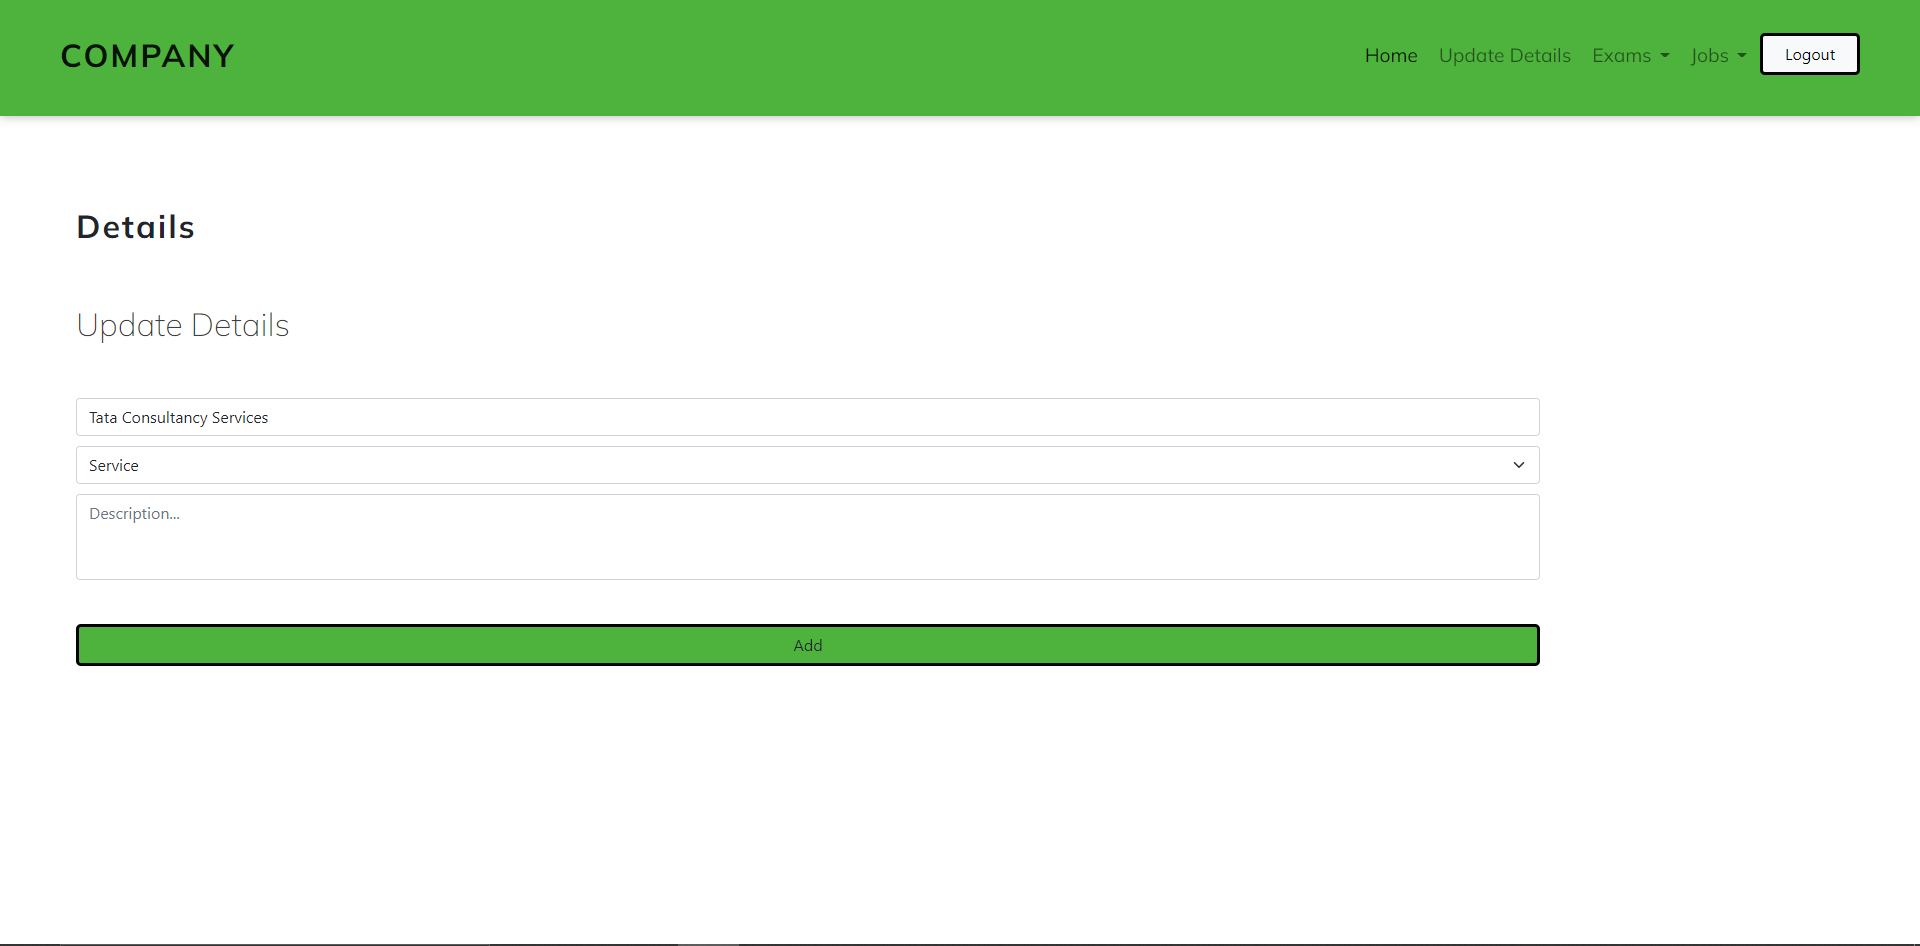 COMPANY
Home Update Details Exams Jobs Logout
Details
Update Details
Tata Consultancy Services
Service
Description...
Add